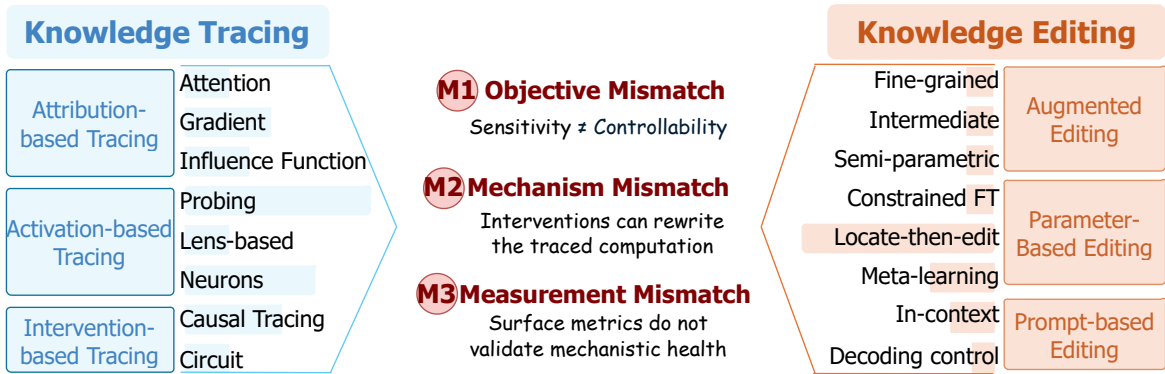 Knowledge Tracing
Attribution-
based Tracing
Attention
Gradient
Influence Function
Activation-based
Tracing
Probing
Lens-based
Neurons
Intervention-
based Tracing
Causal Tracing
Circuit
M1 Objective Mismatch
Sensitivity ≠ Controllability
M2 Mechanism Mismatch
Interventions can rewrite
the traced computation
M3 Measurement Mismatch
Surface metrics do not
validate mechanistic health
Knowledge Editing
Fine-grained
Intermediate
Semi-parametric
Augmented
Editing
Constrained FT
Locate-then-edit
Meta-learning
Parameter-
Based Editing
In-context
Decoding control
Prompt-based
Editing